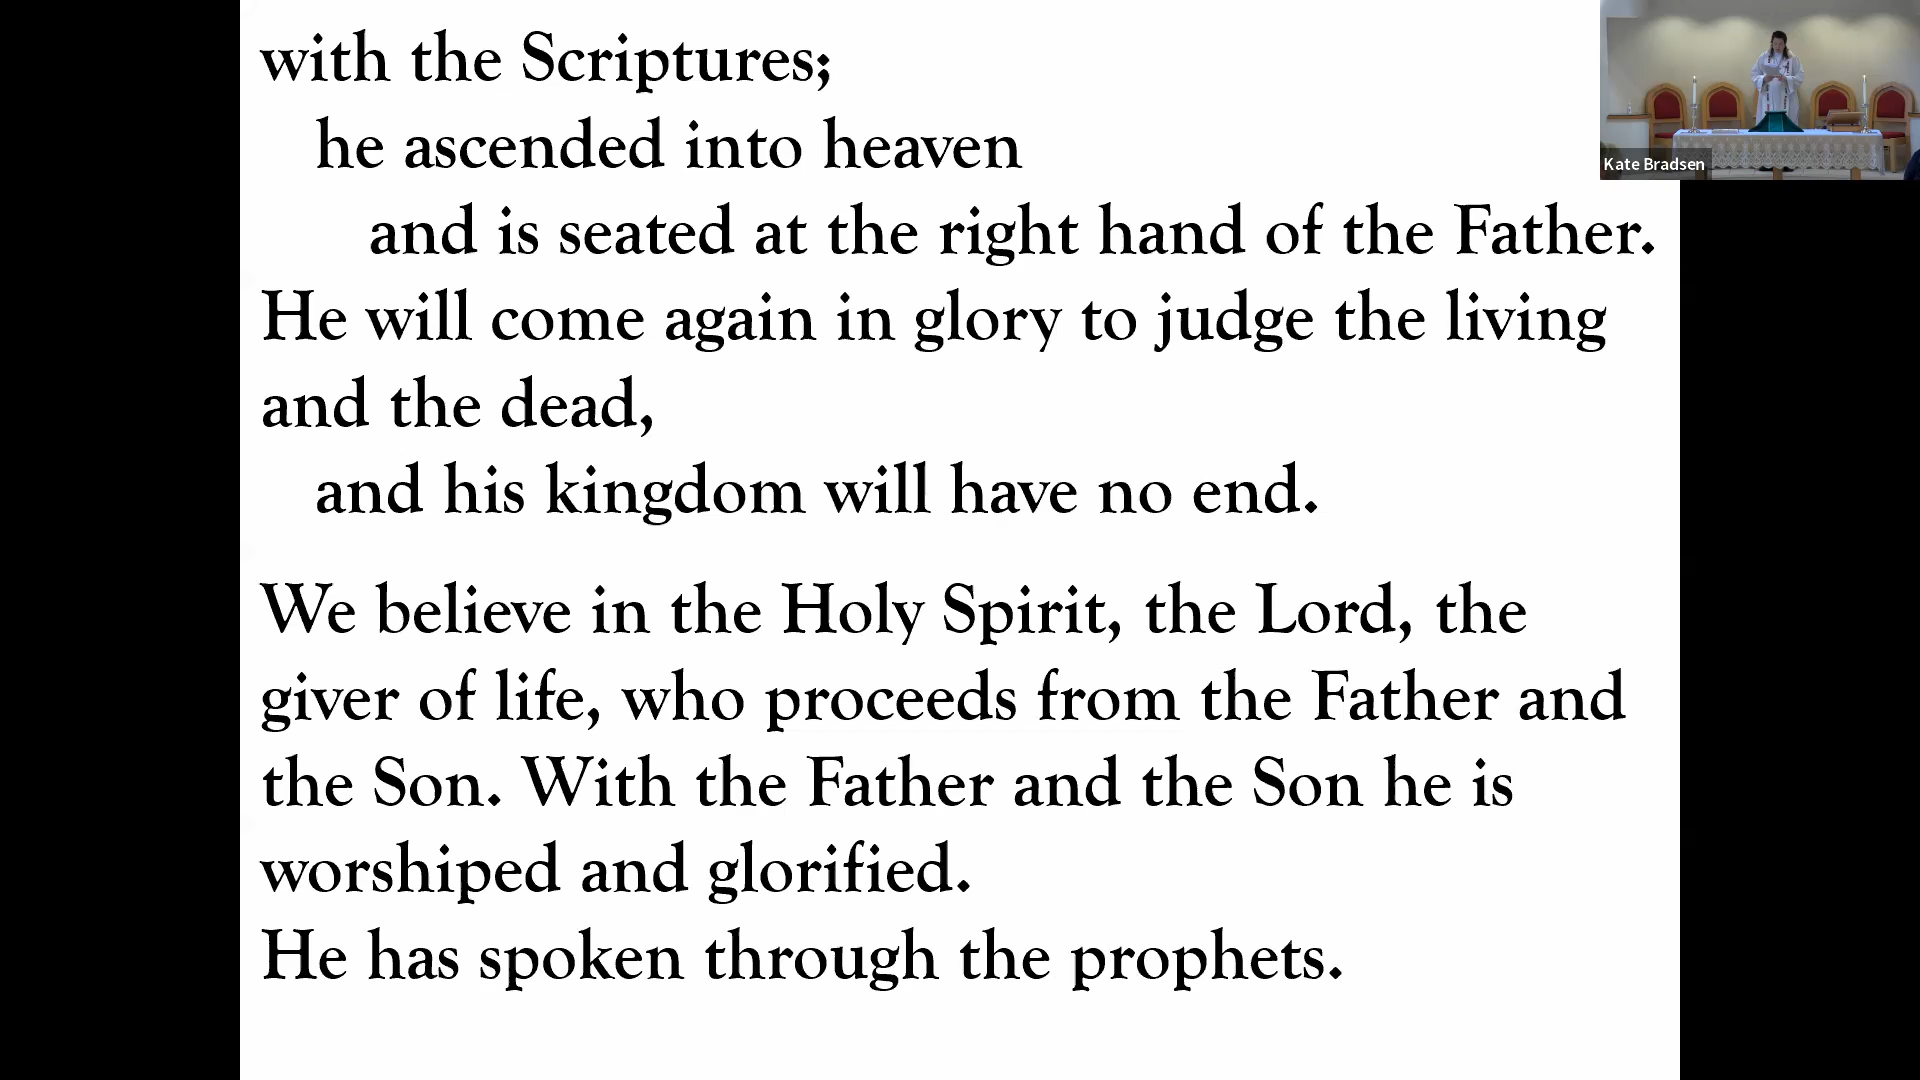 with the Scriptures;
he ascended into heaven
and is seated at the right hand of the Father.
He will come again in glory to judge the living
and the dead,
and his kingdom will have no end.
We believe in the Holy Spirit, the Lord, the
giver of life, who proceeds from the Father and
the Son. With the Father and the Son he is
worshiped and glorified.
He has spoken through the prophets.
Kate Bradsen